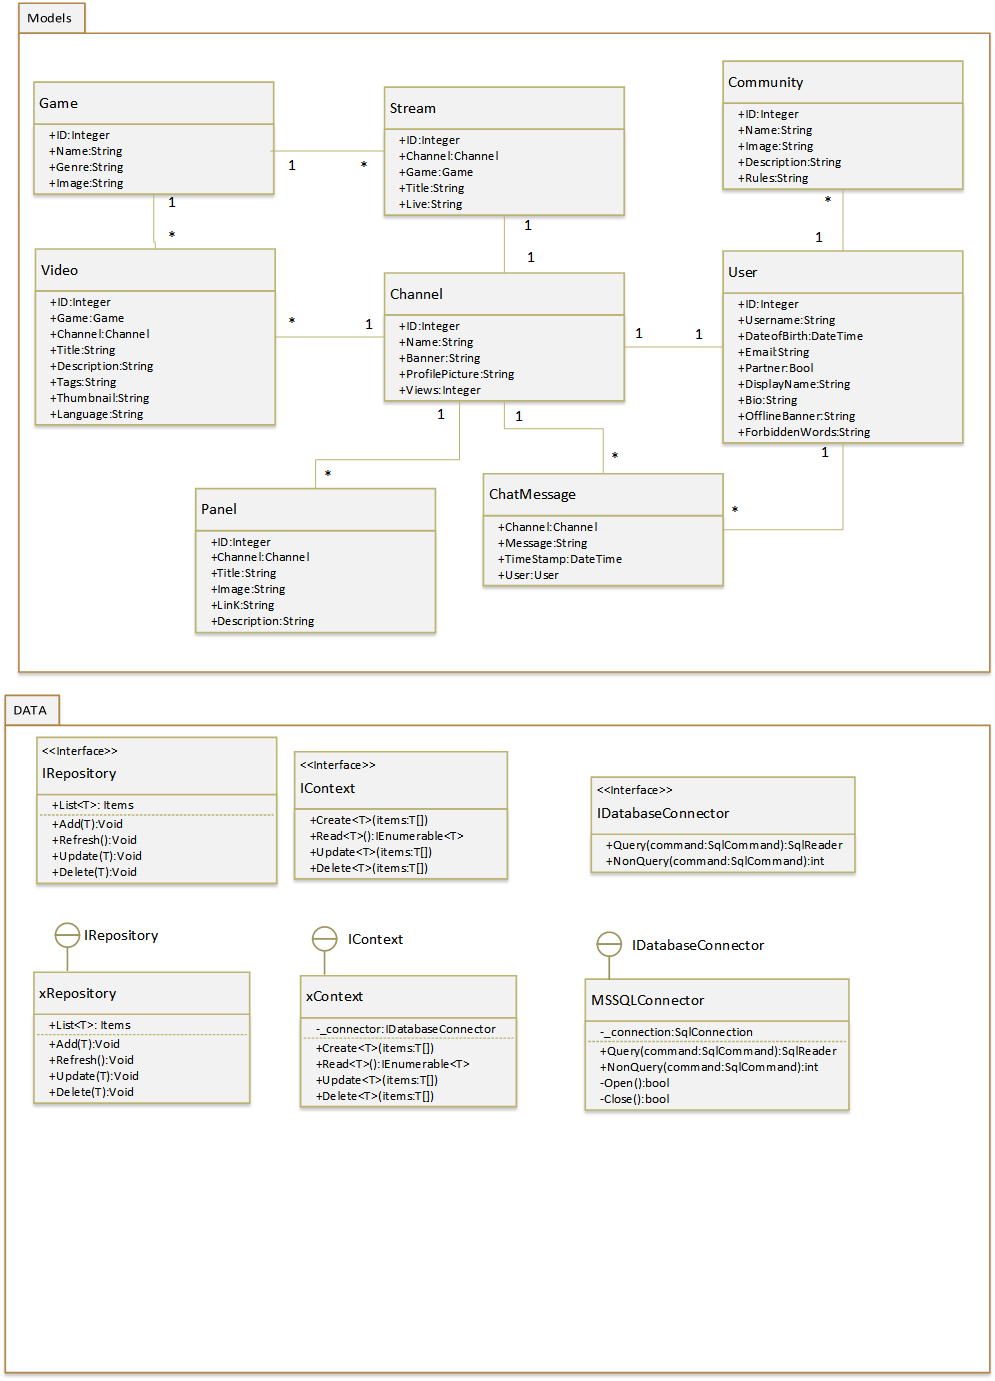 Models
Game
+ID:Integer
+Name:String
+Genre:String
+Image:String
Stream
+ID:Integer
+Channel:Channel
+Game:Game
+Title:String
+Live:String
Community
+ID:Integer
+Name:String
+Image:String
+Description:String
+Rules:String
1
*
1
*
1
1
*
1
Video
+ID:Integer
+Game:Game
+Channel:Channel
+Title:String
+Description:String
+Tags:String
+Thumbnail:String
+Language:String
*
1
Channel
+ID:Integer
+Name:String
+Banner:String
+ProfilePicture:String
+Views:Integer
1
1
User
+ID:Integer
+Username:String
+DateofBirth:DateTime
+Email:String
+Partner:Bool
+DisplayName:String
+Bio:String
+OfflineBanner:String
+ForbiddenWords:String
1
*
1
*
1
*
Panel
+ID:Integer
+Channel:Channel
+Title:String
+Image:String
+LinK:String
+Description:String
ChatMessage
+Channel:Channel
+Message:String
+TimeStamp:DateTime
+User:User
DATA
<<Interface>>
IRepository
+List<T>: Items
+Add(T):Void
+Refresh():Void
+Update(T):Void
+Delete(T):Void
<<Interface>>
IContext
+Create<T>(items:T[])
+Read<T>():IEnumerable<T>
+Update<T>(items:T[])
+Delete<T>(items:T[])
<<Interface>>
IDatabaseConnector
+Query(command:SqlCommand):SqlReader
+NonQuery(command:SqlCommand):int
IRepository
xRepository
+List<T>: Items
+Add(T):Void
+Refresh():Void
+Update(T):Void
+Delete(T):Void
IContext
xContext
-_connector:IDatabaseConnector
+Create<T>(items:T[])
+Read<T>():IEnumerable<T>
+Update<T>(items:T[])
+Delete<T>(items:T[])
IDatabaseConnector
MSSQLConnector
-_connection:SqlConnection
+Query(command:SqlCommand):SqlReader
+NonQuery(command:SqlCommand):int
-Open():bool
-Close():bool